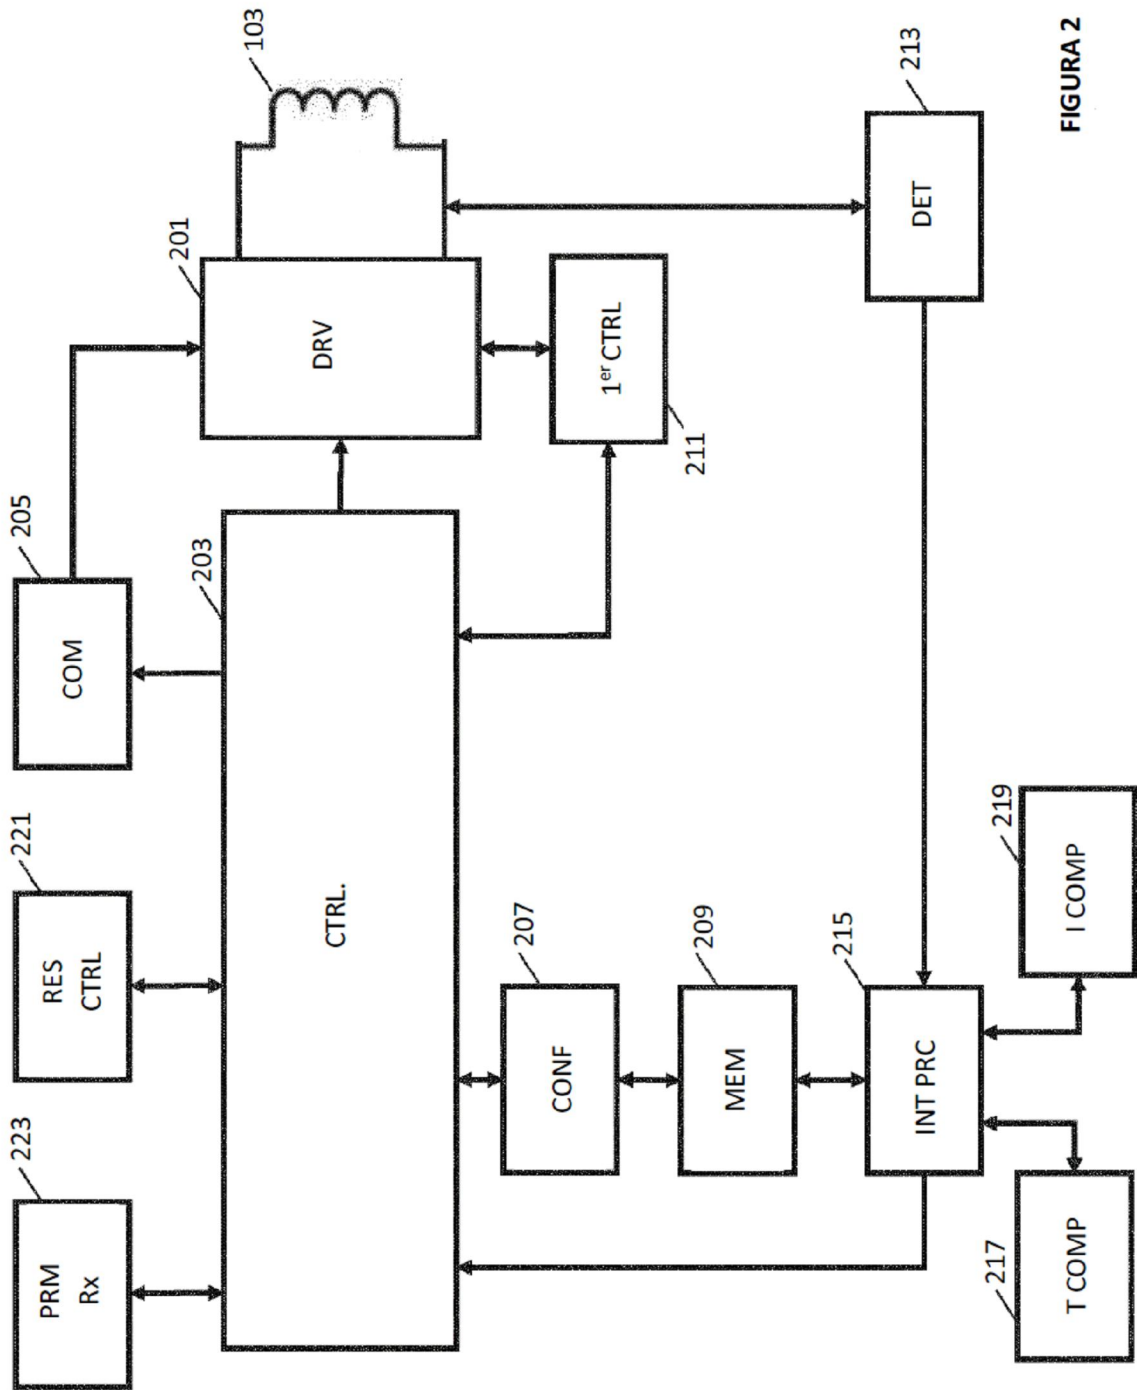 223
PRM
Rx
221
RES
CTRL
205
COM
203
CTRL.
201
DRV
103
207
CONF
209
MEM
211
1er CTRL
215
INT PRC
213
DET
217
T COMP
219
I COMP
FIGURA 2